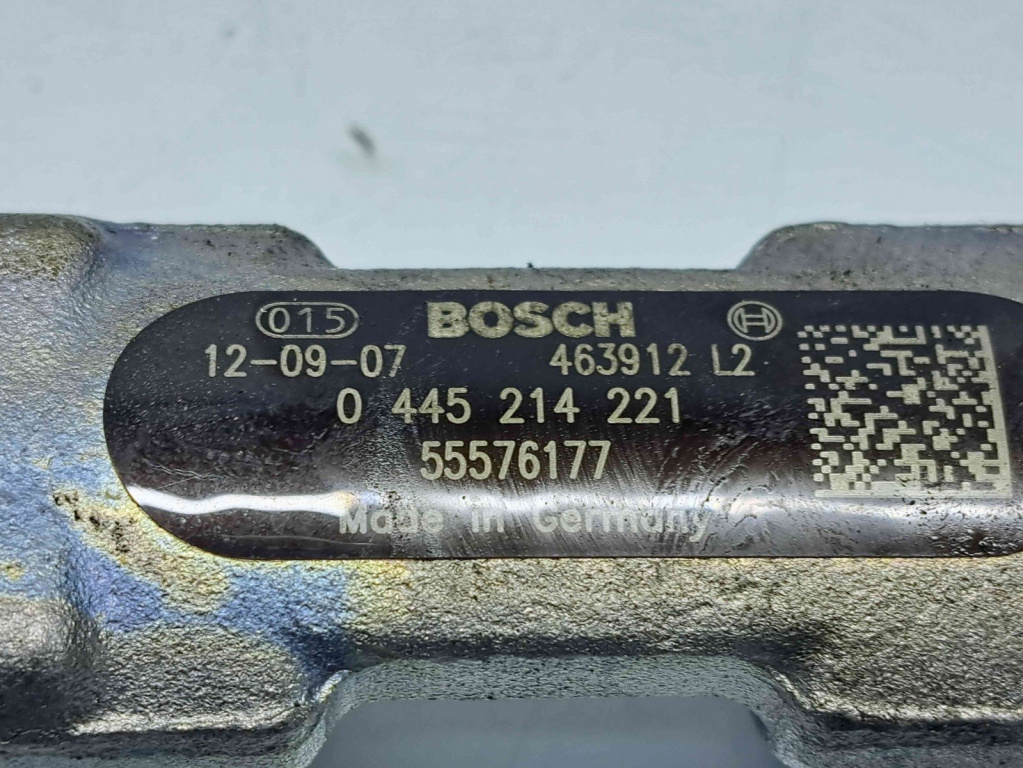 015 BOSCH
12-09-07 463912 L2
0 445 214 221
55576177
Made in Germany